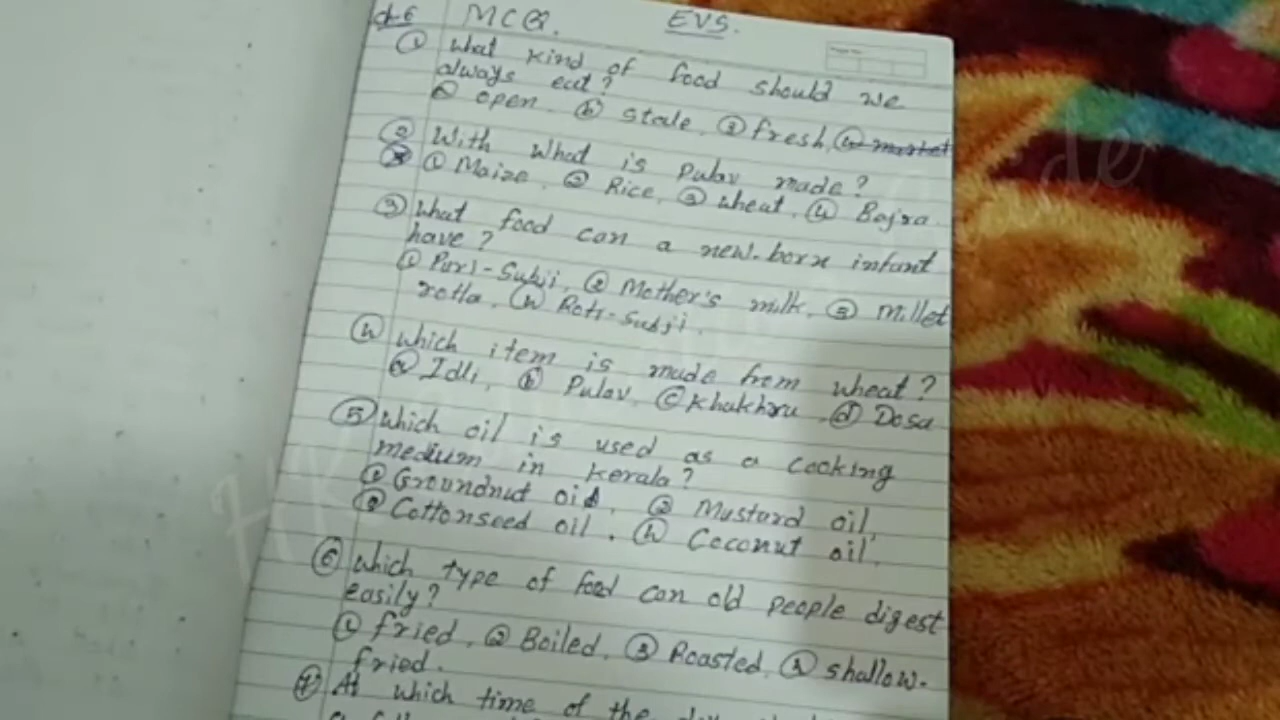 ch-6 MCQ. EVS.
① What kind of food should we
always eat?
ⓐ open. ⓑ stale. ③ fresh, ④ market
② With what is Pulav made?
① Maize. ② Rice, ③ wheat, ④ Bajra.
③ What food can a new-born infant
have?
① Puri-Subji, ② Mother's milk. ③ Millet
rotla. ④ Roti-subji.
④ which item is made from wheat?
ⓐ Idli, ⓑ Pulav. ⓒ Khakhra ⓓ Dosa
⑤ Which oil is used as a cooking
medium in Kerala?
① Groundnut oil. ② Mustard oil,
③ Cottonseed oil. ④ Coconut oil.
⑥ Which type of food can old people digest
easily?
① fried. ② Boiled. ③ Roasted. ④ shallow-
fried.
⑦ At which time of the